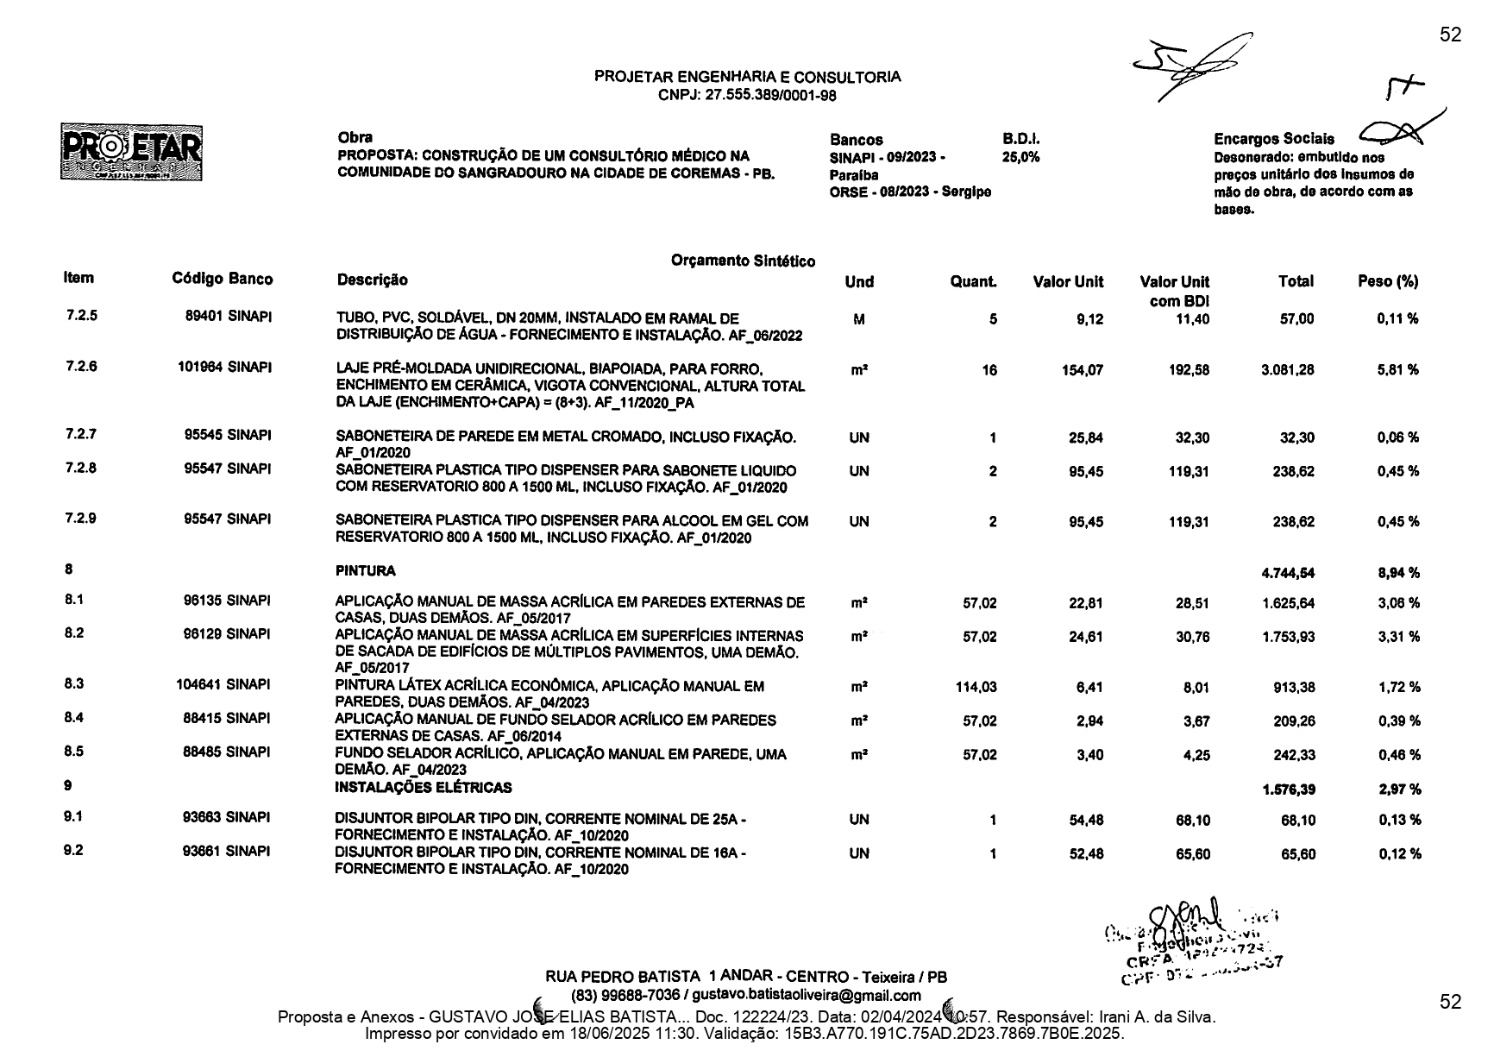 52
PROJETAR ENGENHARIA E CONSULTORIA
CNPJ: 27.555.389/0001-98
PROJETAR
Obra
PROPOSTA: CONSTRUÇÃO DE UM CONSULTÓRIO MÉDICO NA
COMUNIDADE DO SANGRADOURO NA CIDADE DE COREMAS - PB.
Bancos
SINAPI - 09/2023 -
Paraíba
ORSE - 08/2023 - Sergipe
B.D.I.
25,0%
Encargos Sociais
Desonerado: embutido nos
preços unitário dos insumos de
mão de obra, de acordo com as
bases.
Orçamento Sintético
Item Código Banco Descrição Und Quant. Valor Unit Valor Unit Total Peso (%)
com BDI
7.2.5 89401 SINAPI TUBO, PVC, SOLDÁVEL, DN 20MM, INSTALADO EM RAMAL DE M 5 9,12 11,40 57,00 0,11 %
DISTRIBUIÇÃO DE ÁGUA - FORNECIMENTO E INSTALAÇÃO. AF_06/2022
7.2.6 101964 SINAPI LAJE PRÉ-MOLDADA UNIDIRECIONAL, BIAPOIADA, PARA FORRO, m² 16 154,07 192,58 3.081,28 5,81 %
ENCHIMENTO EM CERÂMICA, VIGOTA CONVENCIONAL, ALTURA TOTAL
DA LAJE (ENCHIMENTO+CAPA) = (8+3). AF_11/2020_PA
7.2.7 95545 SINAPI SABONETEIRA DE PAREDE EM METAL CROMADO, INCLUSO FIXAÇÃO. UN 1 25,84 32,30 32,30 0,06 %
AF_01/2020
7.2.8 95547 SINAPI SABONETEIRA PLASTICA TIPO DISPENSER PARA SABONETE LIQUIDO UN 2 95,45 119,31 238,62 0,45 %
COM RESERVATORIO 800 A 1500 ML, INCLUSO FIXAÇÃO. AF_01/2020
7.2.9 95547 SINAPI SABONETEIRA PLASTICA TIPO DISPENSER PARA ALCOOL EM GEL COM UN 2 95,45 119,31 238,62 0,45 %
RESERVATORIO 800 A 1500 ML, INCLUSO FIXAÇÃO. AF_01/2020
8 PINTURA 4.744,54 8,94 %
8.1 96135 SINAPI APLICAÇÃO MANUAL DE MASSA ACRÍLICA EM PAREDES EXTERNAS DE m² 57,02 22,81 28,51 1.625,64 3,06 %
CASAS, DUAS DEMÃOS. AF_05/2017
8.2 96129 SINAPI APLICAÇÃO MANUAL DE MASSA ACRÍLICA EM SUPERFÍCIES INTERNAS m² 57,02 24,61 30,76 1.753,93 3,31 %
DE SACADA DE EDIFÍCIOS DE MÚLTIPLOS PAVIMENTOS, UMA DEMÃO.
AF_05/2017
8.3 104641 SINAPI PINTURA LÁTEX ACRÍLICA ECONÔMICA, APLICAÇÃO MANUAL EM m² 114,03 6,41 8,01 913,38 1,72 %
PAREDES, DUAS DEMÃOS. AF_04/2023
8.4 88415 SINAPI APLICAÇÃO MANUAL DE FUNDO SELADOR ACRÍLICO EM PAREDES m² 57,02 2,94 3,67 209,26 0,39 %
EXTERNAS DE CASAS. AF_06/2014
8.5 88485 SINAPI FUNDO SELADOR ACRÍLICO, APLICAÇÃO MANUAL EM PAREDE, UMA m² 57,02 3,40 4,25 242,33 0,46 %
DEMÃO. AF_04/2023
9 INSTALAÇÕES ELÉTRICAS 1.576,39 2,97 %
9.1 93663 SINAPI DISJUNTOR BIPOLAR TIPO DIN, CORRENTE NOMINAL DE 25A - UN 1 54,48 68,10 68,10 0,13 %
FORNECIMENTO E INSTALAÇÃO. AF_10/2020
9.2 93661 SINAPI DISJUNTOR BIPOLAR TIPO DIN, CORRENTE NOMINAL DE 16A - UN 1 52,48 65,60 65,60 0,12 %
FORNECIMENTO E INSTALAÇÃO. AF_10/2020
RUA PEDRO BATISTA 1 ANDAR - CENTRO - Teixeira / PB
(83) 99688-7036 / gustavo.batistaoliveira@gmail.com
52
Proposta e Anexos - GUSTAVO JOSE ELIAS BATISTA... Doc. 122224/23. Data: 02/04/2024 10:57. Responsável: Irani A. da Silva.
Impresso por convidado em 18/06/2025 11:30. Validação: 15B3.A770.191C.75AD.2D23.7869.7B0E.2025.